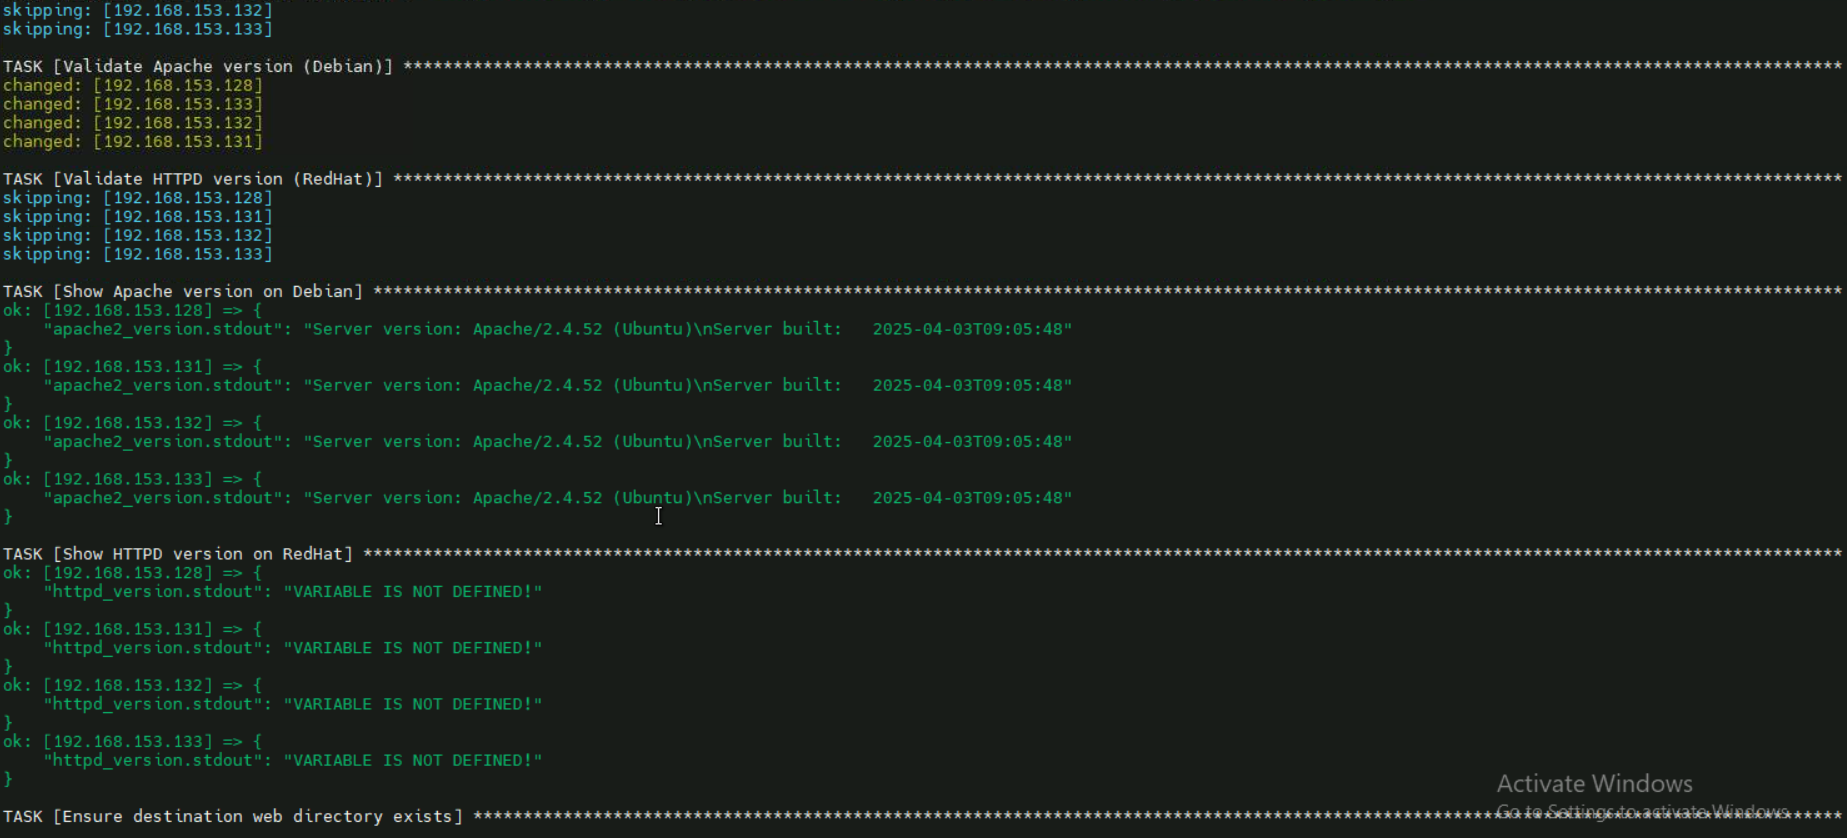 skipping: [192.168.153.132]
skipping: [192.168.153.133]
TASK [Validate Apache version (Debian)] ************************************************************************************************************************************************
changed: [192.168.153.128]
changed: [192.168.153.133]
changed: [192.168.153.132]
changed: [192.168.153.131]
TASK [Validate HTTPD version (RedHat)] *************************************************************************************************************************************************
skipping: [192.168.153.128]
skipping: [192.168.153.131]
skipping: [192.168.153.132]
skipping: [192.168.153.133]
TASK [Show Apache version on Debian] ***************************************************************************************************************************************************
ok: [192.168.153.128] => {
    "apache2_version.stdout": "Server version: Apache/2.4.52 (Ubuntu)\nServer built:   2025-04-03T09:05:48"
}
ok: [192.168.153.131] => {
    "apache2_version.stdout": "Server version: Apache/2.4.52 (Ubuntu)\nServer built:   2025-04-03T09:05:48"
}
ok: [192.168.153.132] => {
    "apache2_version.stdout": "Server version: Apache/2.4.52 (Ubuntu)\nServer built:   2025-04-03T09:05:48"
}
ok: [192.168.153.133] => {
    "apache2_version.stdout": "Server version: Apache/2.4.52 (Ubuntu)\nServer built:   2025-04-03T09:05:48"
}
TASK [Show HTTPD version on RedHat] ****************************************************************************************************************************************************
ok: [192.168.153.128] => {
    "httpd_version.stdout": "VARIABLE IS NOT DEFINED!"
}
ok: [192.168.153.131] => {
    "httpd_version.stdout": "VARIABLE IS NOT DEFINED!"
}
ok: [192.168.153.132] => {
    "httpd_version.stdout": "VARIABLE IS NOT DEFINED!"
}
ok: [192.168.153.133] => {
    "httpd_version.stdout": "VARIABLE IS NOT DEFINED!"
}
Activate Windows
Go to Settings to activate Windows.
TASK [Ensure destination web directory exists] *****************************************************************************************************************************************